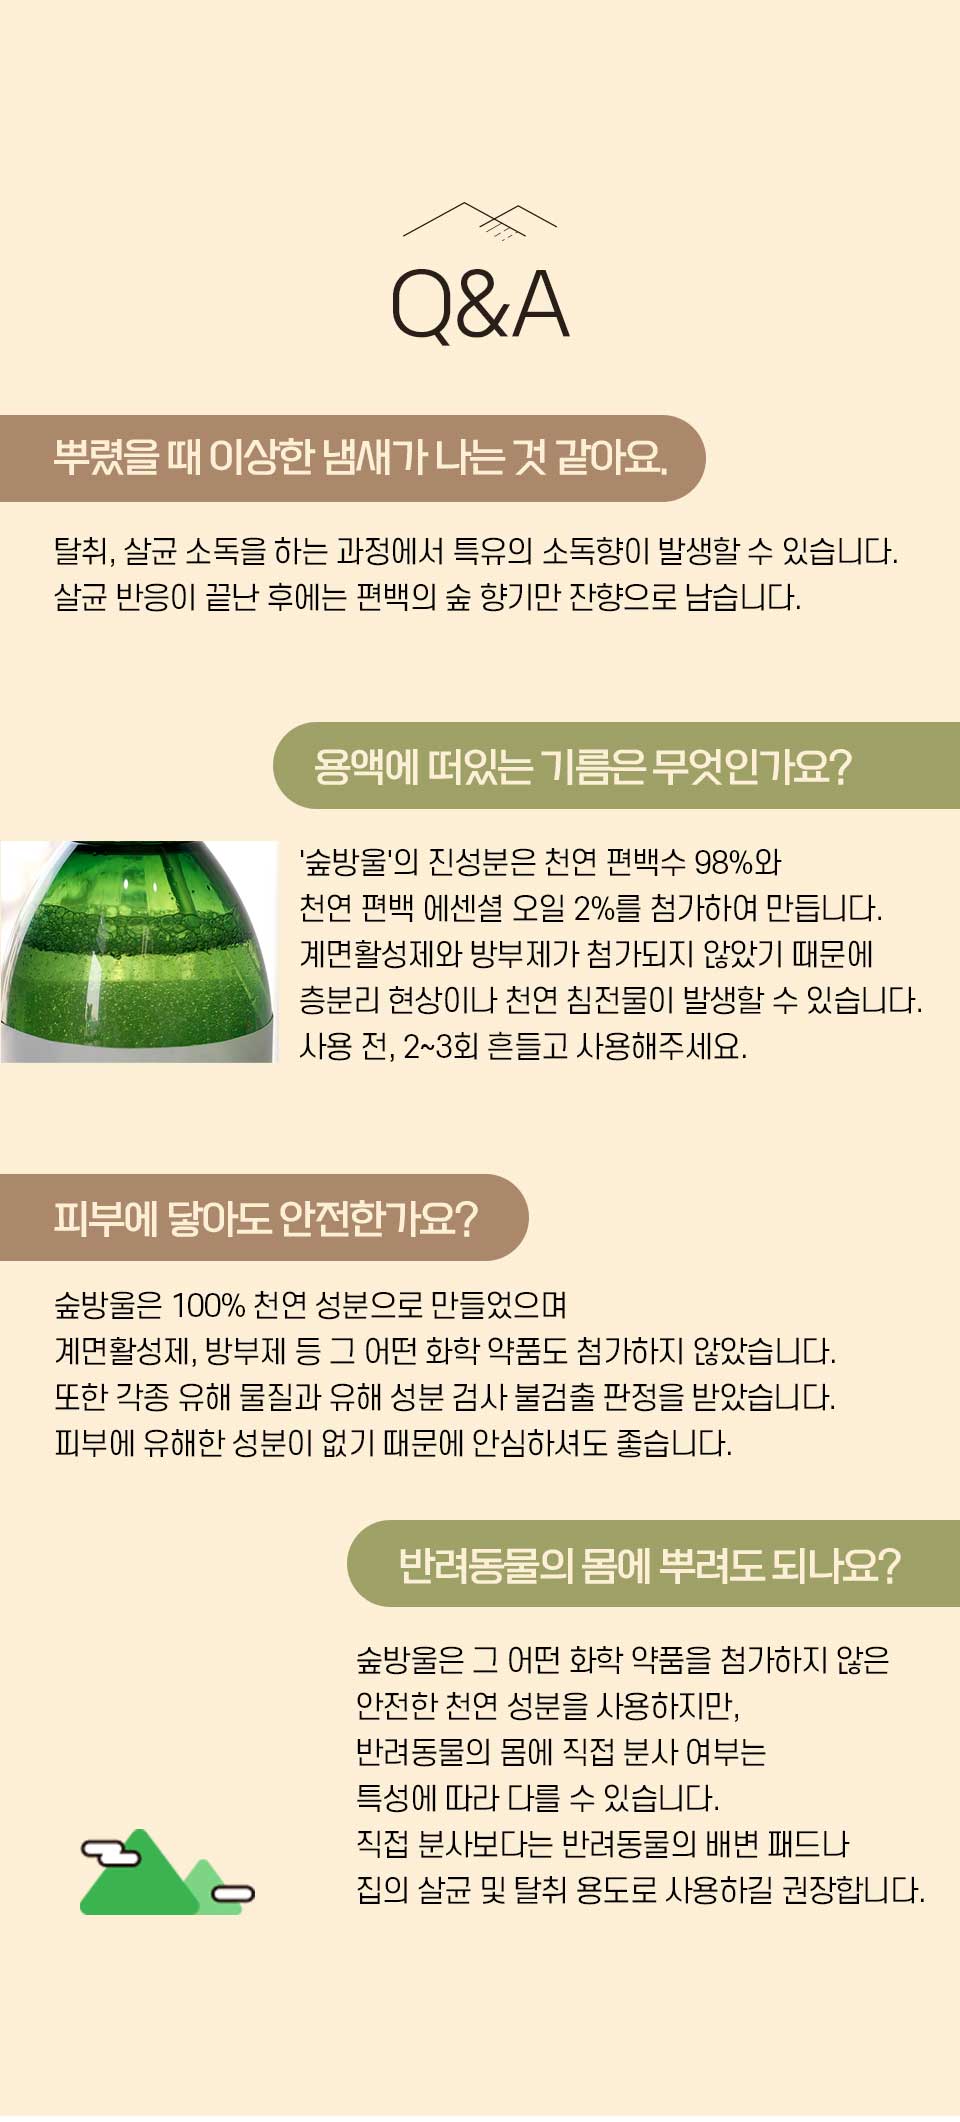 Q&A
뿌렸을 때 이상한 냄새가 나는 것 같아요.
탈취, 살균 소독을 하는 과정에서 특유의 소독향이 발생할 수 있습니다.
살균 반응이 끝난 후에는 편백의 숲 향기만 잔향으로 남습니다.
용액에 떠있는 기름은 무엇인가요?
'숲방울'의 진성분은 천연 편백수 98%와
천연 편백 에센셜 오일 2%를 첨가하여 만듭니다.
계면활성제와 방부제가 첨가되지 않았기 때문에
층분리 현상이나 천연 침전물이 발생할 수 있습니다.
사용 전, 2~3회 흔들고 사용해주세요.
피부에 닿아도 안전한가요?
숲방울은 100% 천연 성분으로 만들었으며
계면활성제, 방부제 등 그 어떤 화학 약품도 첨가하지 않았습니다.
또한 각종 유해 물질과 유해 성분 검사 불검출 판정을 받았습니다.
피부에 유해한 성분이 없기 때문에 안심하셔도 좋습니다.
반려동물의 몸에 뿌려도 되나요?
숲방울은 그 어떤 화학 약품을 첨가하지 않은
안전한 천연 성분을 사용하지만,
반려동물의 몸에 직접 분사 여부는
특성에 따라 다를 수 있습니다.
직접 분사보다는 반려동물의 배변 패드나
집의 살균 및 탈취 용도로 사용하길 권장합니다.